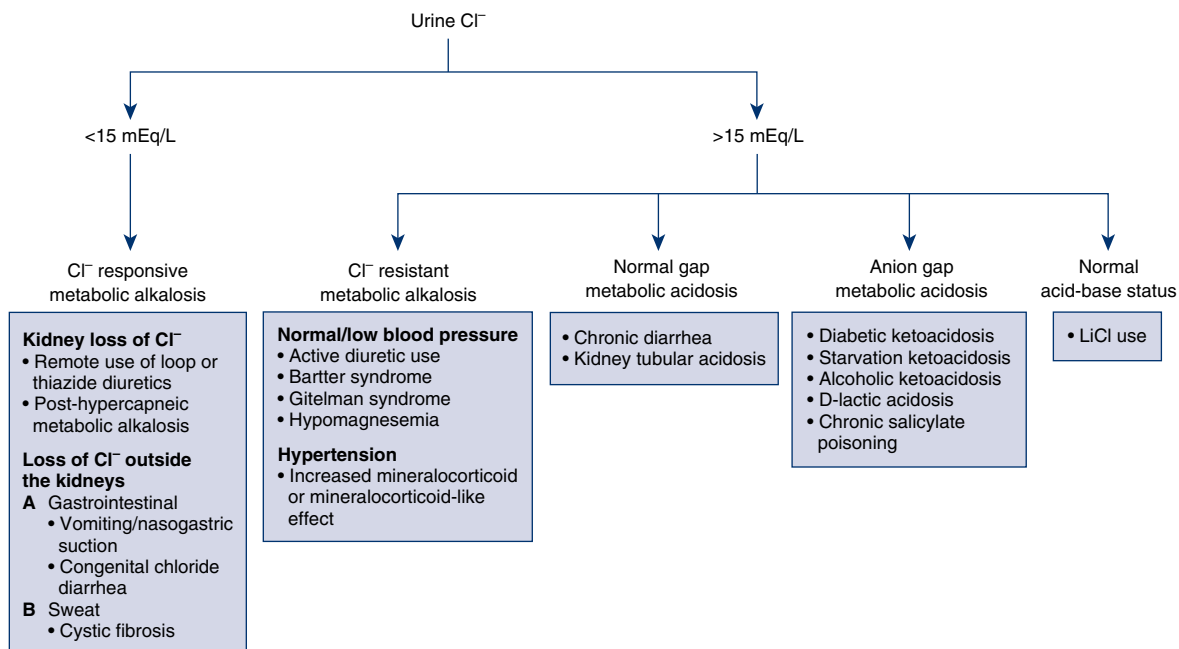 Urine Cl⁻
<15 mEq/L
>15 mEq/L
Cl⁻ responsive
metabolic alkalosis
Kidney loss of Cl⁻
• Remote use of loop or
thiazide diuretics
• Post-hypercapneic
metabolic alkalosis
Loss of Cl⁻ outside
the kidneys
A Gastrointestinal
• Vomiting/nasogastric
suction
• Congenital chloride
diarrhea
B Sweat
• Cystic fibrosis
Cl⁻ resistant
metabolic alkalosis
Normal/low blood pressure
• Active diuretic use
• Bartter syndrome
• Gitelman syndrome
• Hypomagnesemia
Hypertension
• Increased mineralocorticoid
or mineralocorticoid-like
effect
Normal gap
metabolic acidosis
• Chronic diarrhea
• Kidney tubular acidosis
Anion gap
metabolic acidosis
• Diabetic ketoacidosis
• Starvation ketoacidosis
• Alcoholic ketoacidosis
• D-lactic acidosis
• Chronic salicylate
poisoning
Normal
acid-base status
• LiCl use